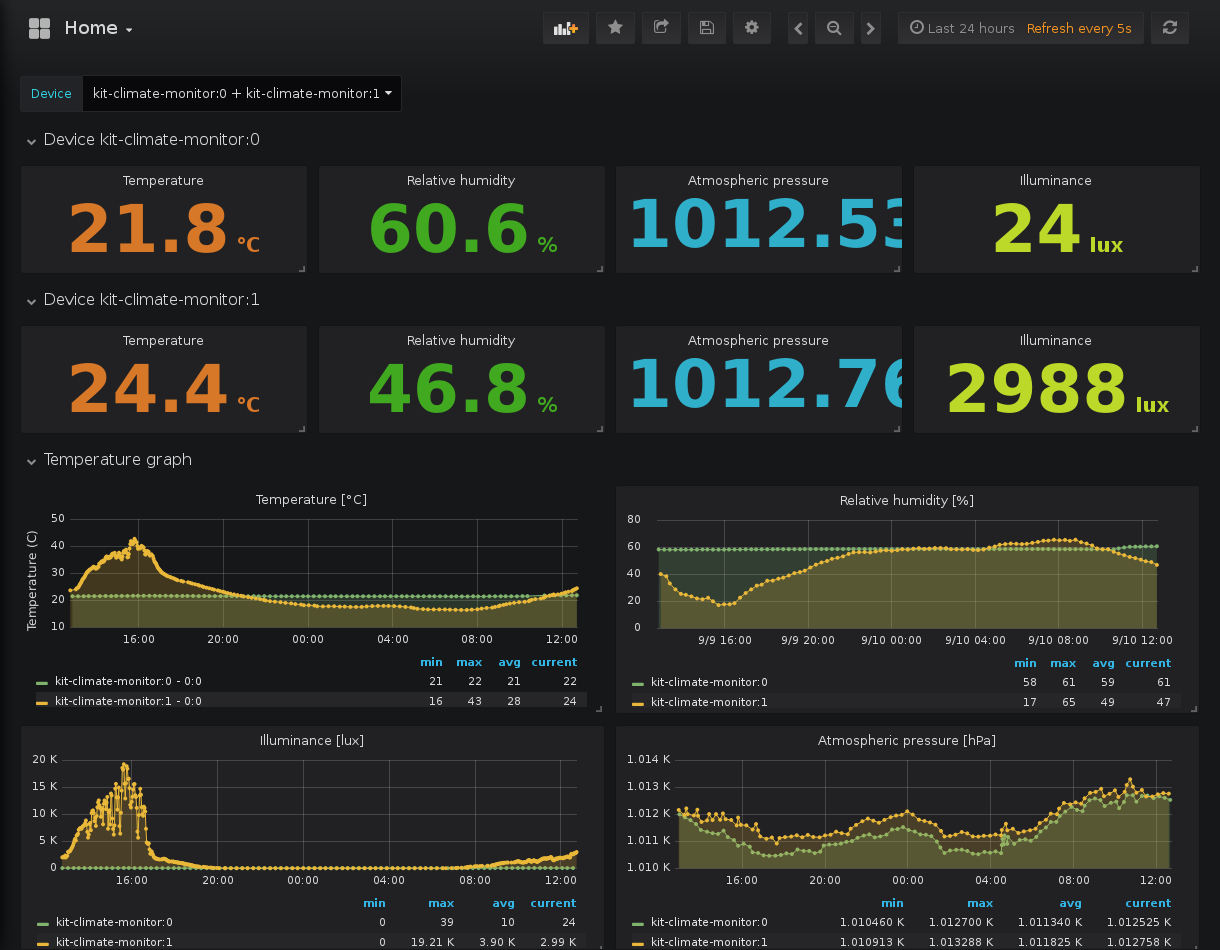 Home
Last 24 hours Refresh every 5s
Device kit-climate-monitor:0 + kit-climate-monitor:1
Device kit-climate-monitor:0
Temperature Relative humidity Atmospheric pressure Illuminance
21.8 °C 60.6 % 1012.53 24 lux
Device kit-climate-monitor:1
Temperature Relative humidity Atmospheric pressure Illuminance
24.4 °C 46.8 % 1012.76 2988 lux
Temperature graph
Temperature [°C]
Temperature (C)
50
40
30
20
10
16:00 20:00 00:00 04:00 08:00 12:00
min max avg current
kit-climate-monitor:0 - 0:0 21 22 21 22
kit-climate-monitor:1 - 0:0 16 43 28 24
Relative humidity [%]
80
60
40
20
0
9/9 16:00 9/9 20:00 9/10 00:00 9/10 04:00 9/10 08:00 9/10 12:00
min max avg current
kit-climate-monitor:0 58 61 59 61
kit-climate-monitor:1 17 65 49 47
Illuminance [lux]
20 K
15 K
10 K
5 K
0
16:00 20:00 00:00 04:00 08:00 12:00
min max avg current
kit-climate-monitor:0 0 39 10 24
kit-climate-monitor:1 0 19.21 K 3.90 K 2.99 K
Atmospheric pressure [hPa]
1.014 K
1.013 K
1.012 K
1.011 K
1.010 K
16:00 20:00 00:00 04:00 08:00 12:00
min max avg current
kit-climate-monitor:0 1.010460 K 1.012700 K 1.011340 K 1.012525 K
kit-climate-monitor:1 1.010913 K 1.013288 K 1.011825 K 1.012758 K